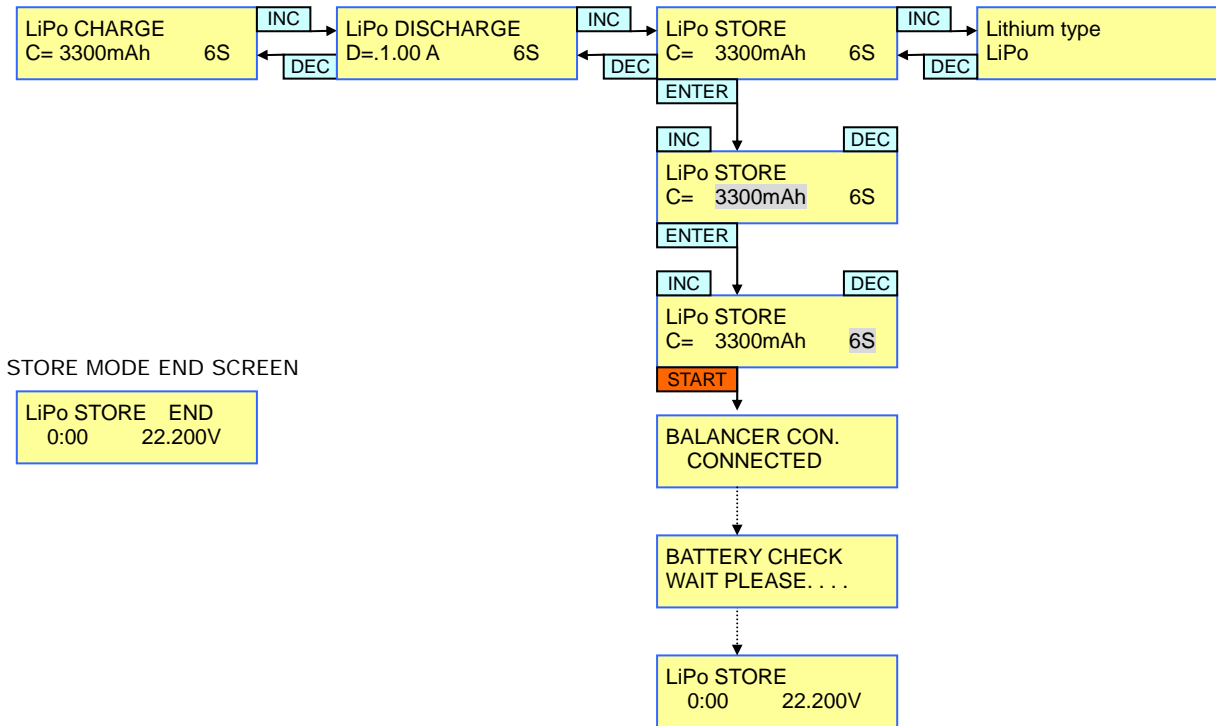 INC
INC
INC
LiPo CHARGE
C= 3300mAh 6S
LiPo DISCHARGE
D=.1.00 A 6S
LiPo STORE
C= 3300mAh 6S
Lithium type
LiPo
DEC
DEC
DEC
ENTER
INC
DEC
LiPo STORE
C= 3300mAh 6S
ENTER
INC
DEC
LiPo STORE
C= 3300mAh 6S
START
STORE MODE END SCREEN
LiPo STORE END
0:00 22.200V
BALANCER CON.
CONNECTED
BATTERY CHECK
WAIT PLEASE. . . .
LiPo STORE
0:00 22.200V